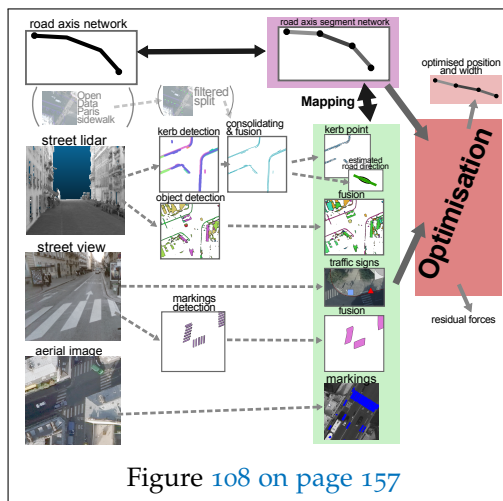 road axis network
road axis segment network
optimised position
and width
Open
Data
Paris
sidewalk
filtered
split
Mapping
street lidar
kerb detection
consolidating
& fusion
kerb point
estimated
road direction
object detection
fusion
Optimisation
street view
traffic signs
markings
detection
fusion
residual forces
aerial image
markings
Figure 108 on page 157